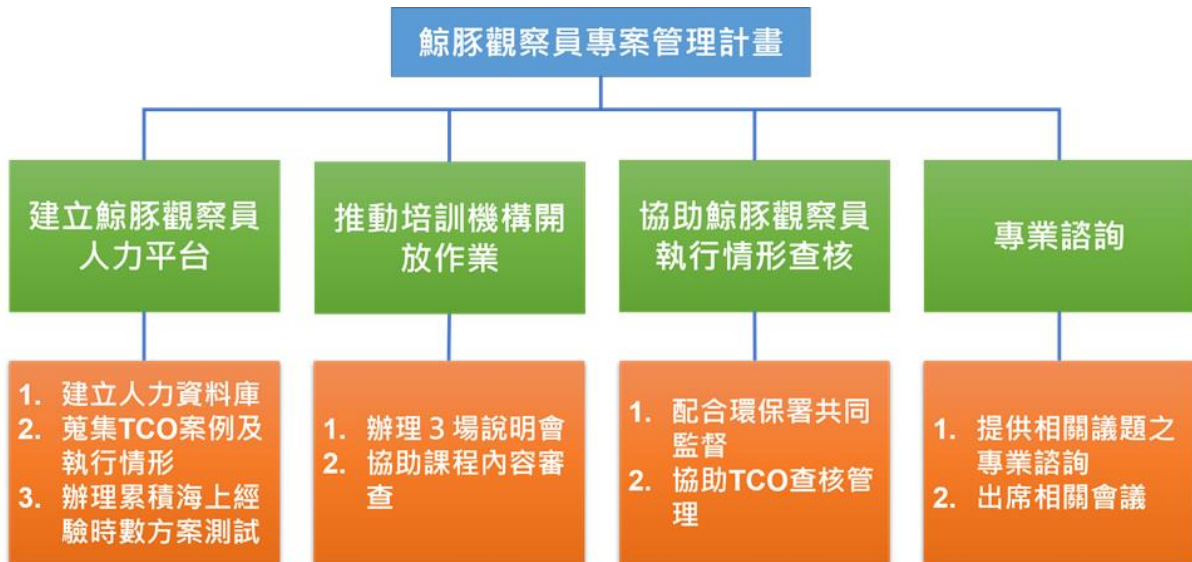 鯨豚觀察員專案管理計畫
建立鯨豚觀察員
人力平台
推動培訓機構開
放作業
協助鯨豚觀察員
執行情形查核
專業諮詢
1. 建立人力資料庫
2. 蒐集TCO案例及
執行情形
3. 辦理累積海上經
驗時數方案測試
1. 辦理３場說明會
2. 協助課程內容審
查
1. 配合環保署共同
監督
2. 協助TCO查核管
理
1. 提供相關議題之
專業諮詢
2. 出席相關會議